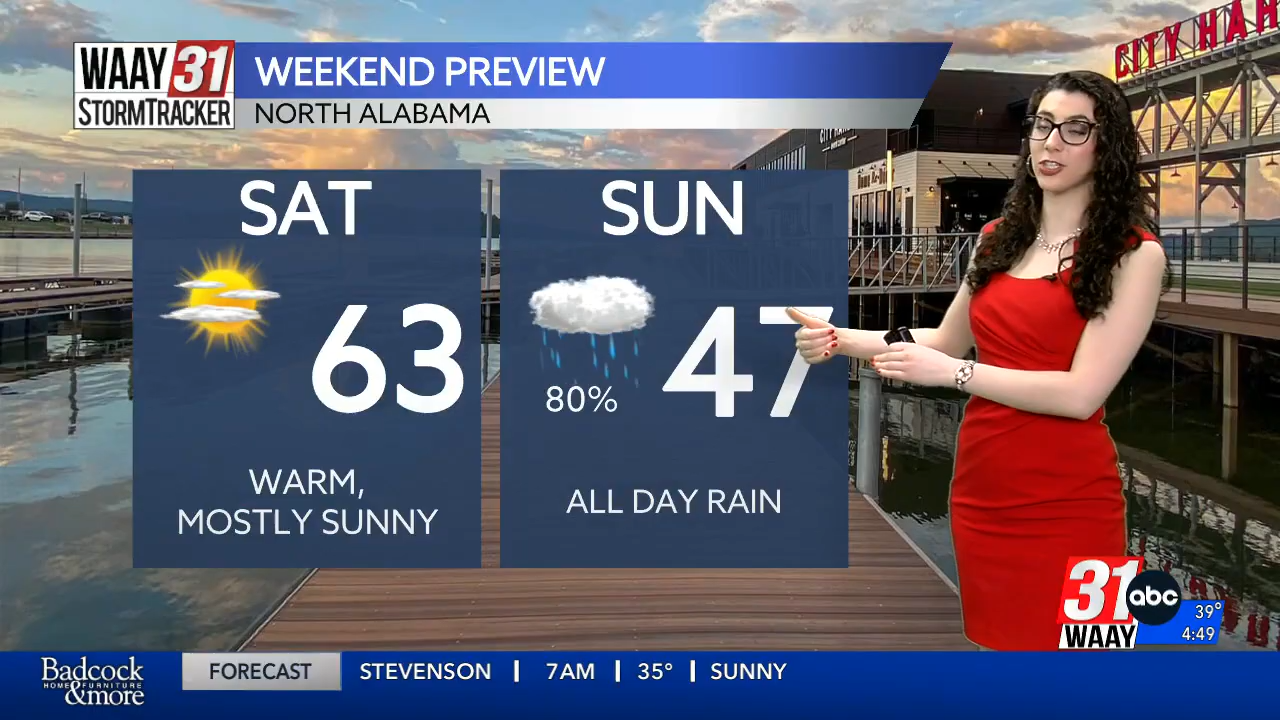 WAAY 31
STORMTRACKER
WEEKEND PREVIEW
NORTH ALABAMA
CITY HAR
SAT
63
WARM,
MOSTLY SUNNY
SUN
80%
47
ALL DAY RAIN
31
abc
WAAY
39°
4:49
Badcock
HOME FURNITURE
&more
FORECAST
STEVENSON | 7AM | 35° | SUNNY